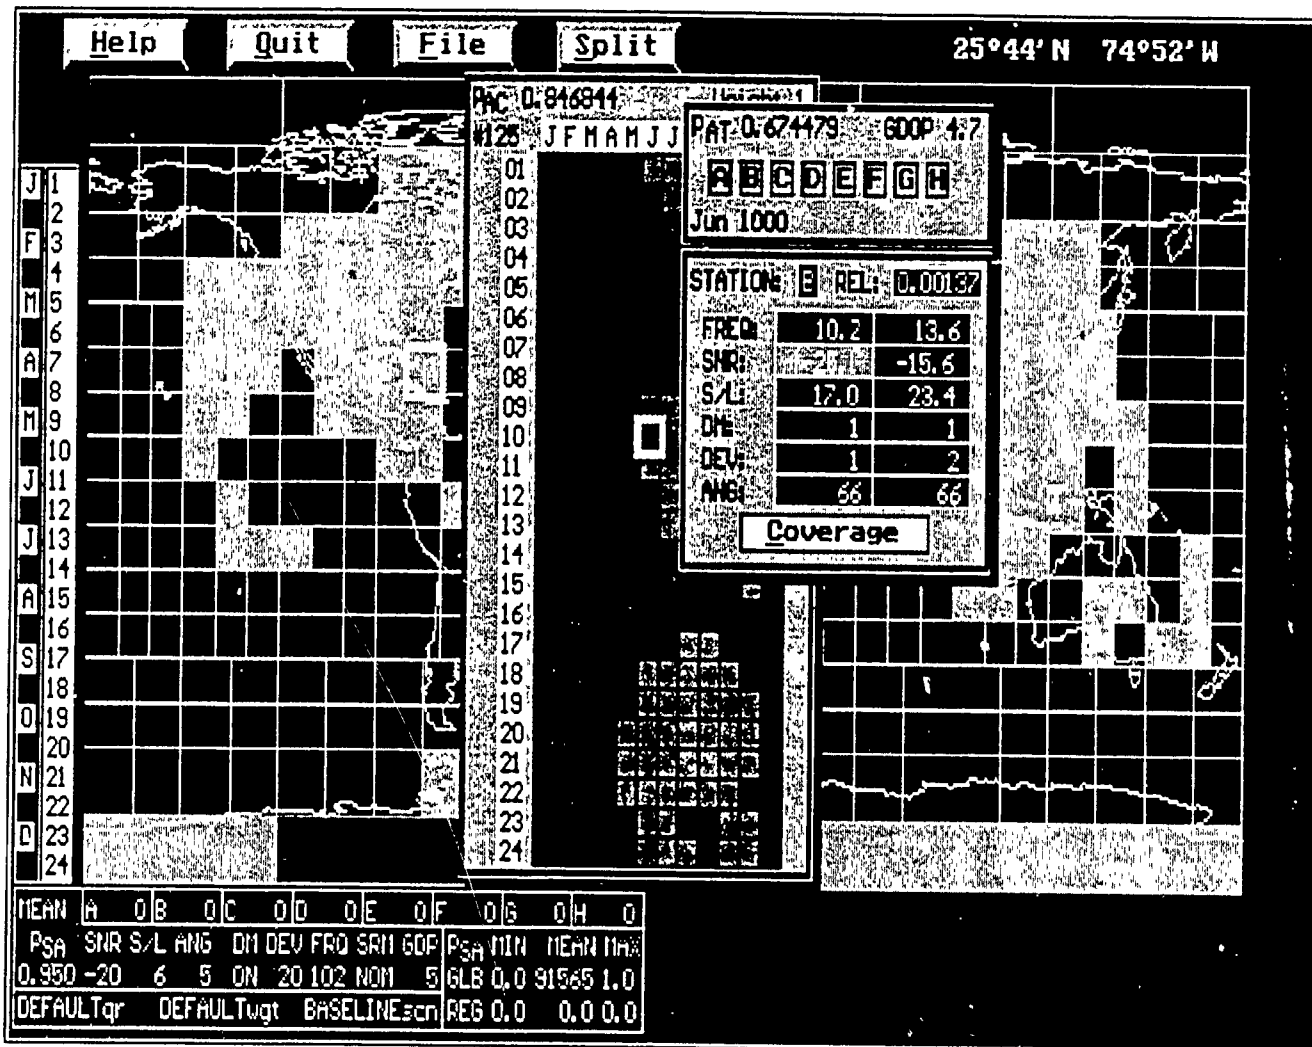 Help Quit File Split 25°44'N 74°52'W
PAC 0.846844
#125 J F M A M J J
PAT 0.674479 GDOP 4.7
A B C D E F G H
Jun 1000
STATION: REL: 0.00137
FREQ: 10.2 13.6
SNR: -15.6
S/L: 17.0 23.4
DM: 1 1
DEV: 1 2
ANG: 66 66
Coverage
01
02
03
04
05
06
07
08
09
10
11
12
13
14
15
16
17
18
19
20
21
22
23
24
J 1
2
F 3
4
M 5
6
A 7
8
M 9
10
J 11
12
J 13
14
A 15
16
S 17
18
O 19
20
N 21
22
D 23
24
MEAN A 0 B 0 C 0 D 0 E 0 F 0 G 0 H 0
PSA SNR S/L ANG DM DEV FRQ SRM GDP PSA MIN MEAN MAX
0.950 -20 6 5 ON 20 102 NOM 5 GLB 0.0 91565 1.0
DEFAULTqr DEFAULTwgt BASELINEscn REG 0.0 0.0 0.0